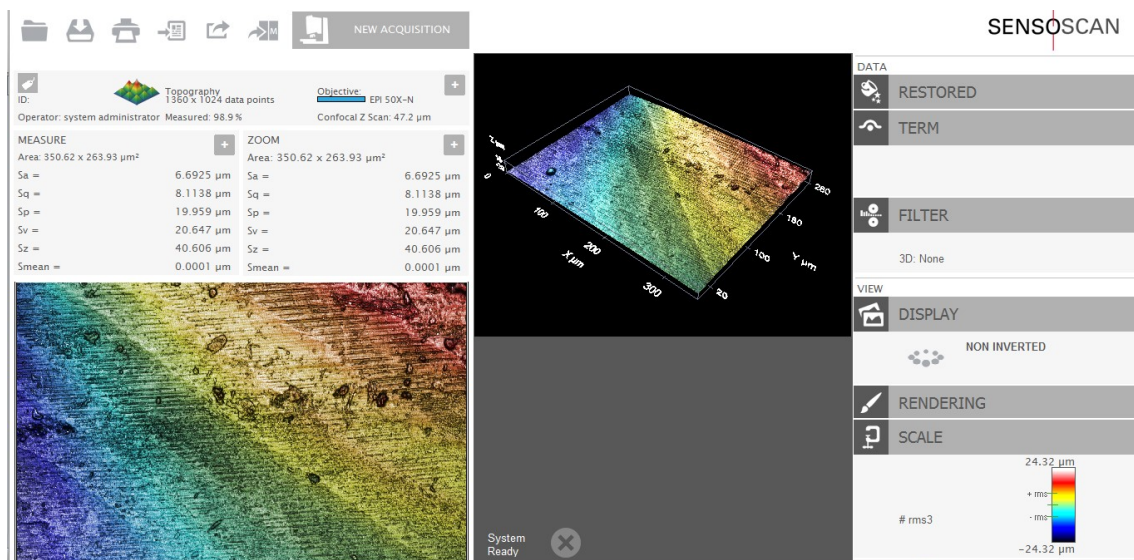 NEW ACQUISITION
M
SENSOSCAN
ID:
Topography
1360 x 1024 data points
Objective:
EPI 50X-N
Operator: system administrator Measured: 98.9%
Confocal Z Scan: 47.2 µm
MEASURE
Area: 350.62 x 263.93 µm²
Sa = 6.6925 µm
Sq = 8.1138 µm
Sp = 19.959 µm
Sv = 20.647 µm
Sz = 40.606 µm
Smean = 0.0001 µm
ZOOM
Area: 350.62 x 263.93 µm²
Sa = 6.6925 µm
Sq = 8.1138 µm
Sp = 19.959 µm
Sv = 20.647 µm
Sz = 40.606 µm
Smean = 0.0001 µm
0
100
200
X µm
300
20
100
Y µm
180
260
System
Ready
DATA
RESTORED
TERM
FILTER
3D: None
VIEW
DISPLAY
NON INVERTED
RENDERING
SCALE
24.32 µm
+ rms
- rms
# rms3
-24.32 µm